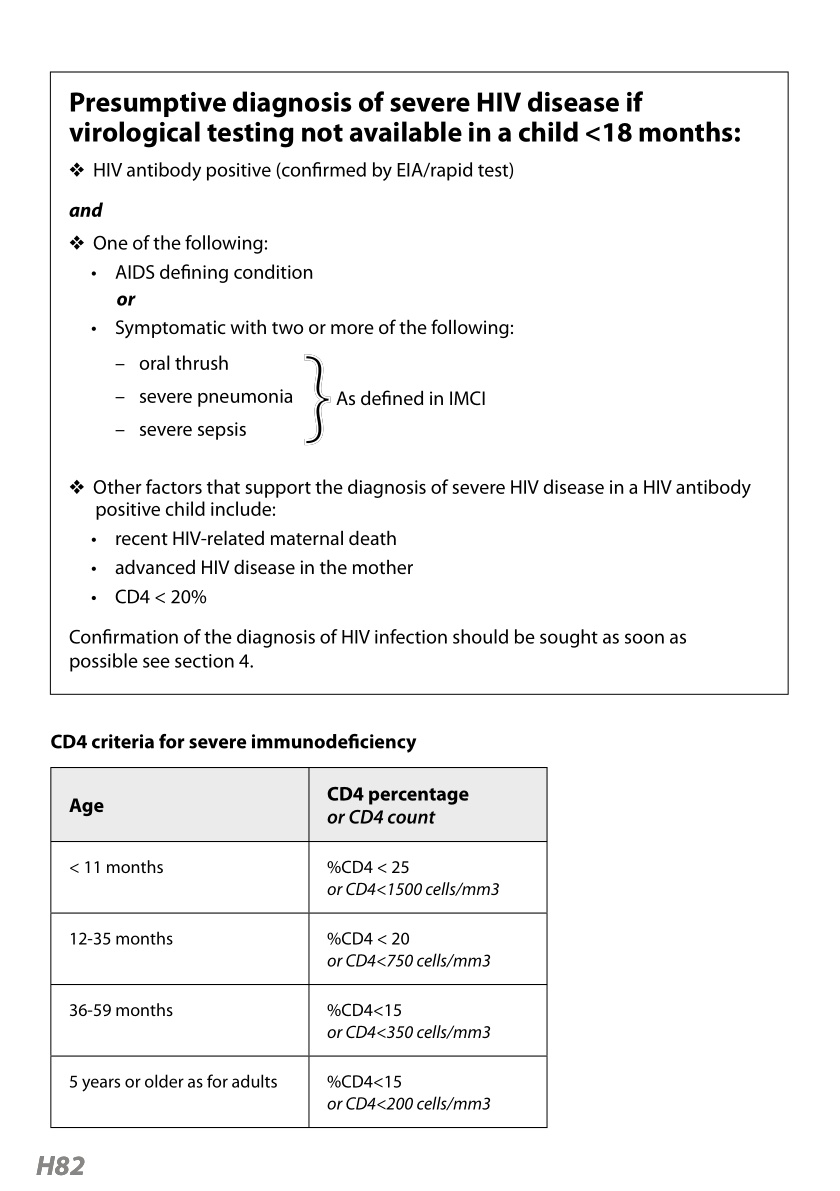 Presumptive diagnosis of severe HIV disease if
virological testing not available in a child <18 months:
❖ HIV antibody positive (confirmed by EIA/rapid test)
and
❖ One of the following:
• AIDS defining condition
or
• Symptomatic with two or more of the following:
– oral thrush
– severe pneumonia
As defined in IMCI
– severe sepsis
❖ Other factors that support the diagnosis of severe HIV disease in a HIV antibody
positive child include:
• recent HIV-related maternal death
• advanced HIV disease in the mother
• CD4 < 20%
Confirmation of the diagnosis of HIV infection should be sought as soon as
possible see section 4.
CD4 criteria for severe immunodeficiency
Age
CD4 percentage
or CD4 count
< 11 months
%CD4 < 25
or CD4<1500 cells/mm3
12-35 months
%CD4 < 20
or CD4<750 cells/mm3
36-59 months
%CD4<15
or CD4<350 cells/mm3
5 years or older as for adults
%CD4<15
or CD4<200 cells/mm3
H82